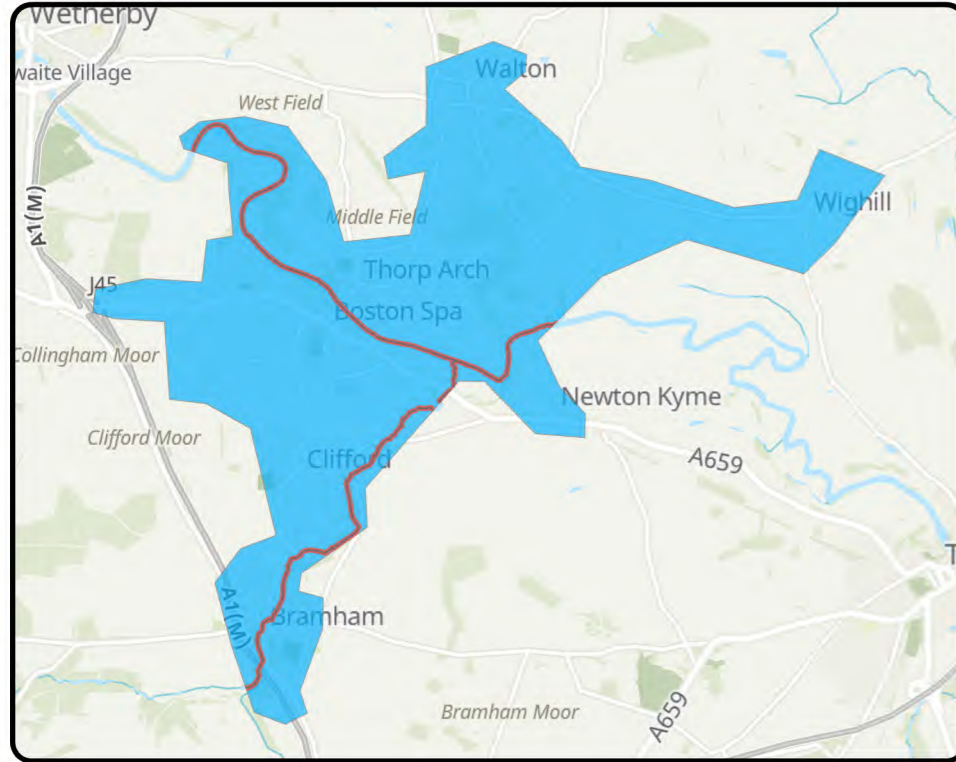 Wetherby
waite Village
West Field
Walton
A1(M)
Middle Field
Wighill
Thorp Arch
J45
Boston Spa
Collingham Moor
Newton Kyme
Clifford Moor
Clifford
A659
T
A1(M)
Bramham
A659
Bramham Moor